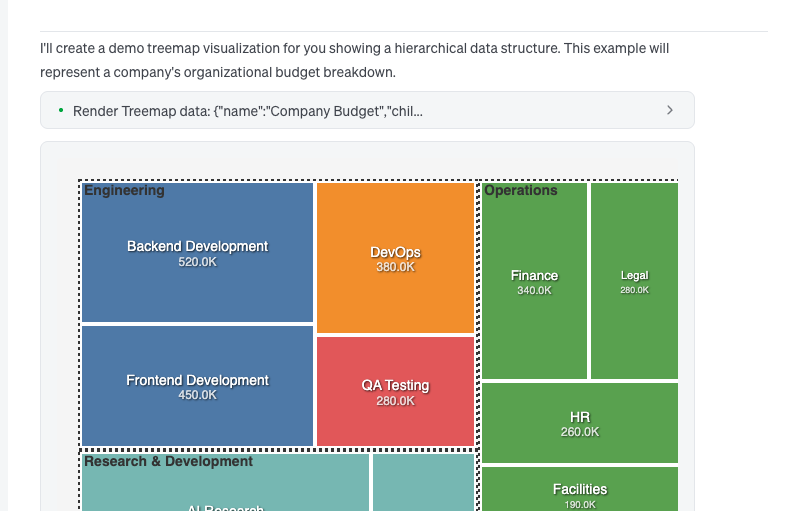 I'll create a demo treemap visualization for you showing a hierarchical data structure. This example will
represent a company's organizational budget breakdown.
Render Treemap data: {"name":"Company Budget","chil...
Engineering
Backend Development
520.0K
DevOps
380.0K
Frontend Development
450.0K
QA Testing
280.0K
Operations
Finance
340.0K
Legal
280.0K
HR
260.0K
Facilities
190.0K
Research & Development
AI Research